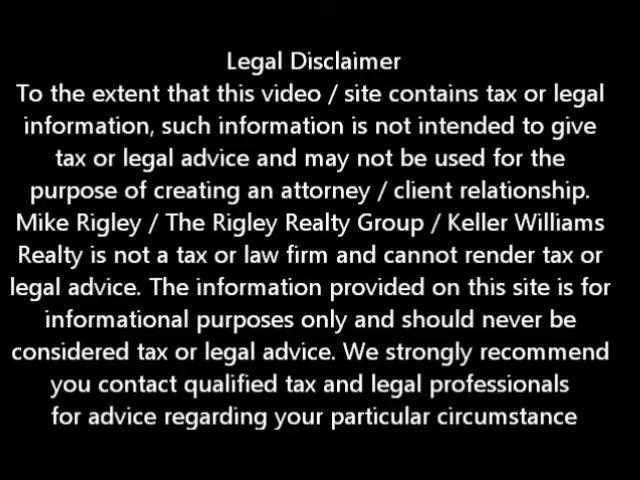 Legal Disclaimer
To the extent that this video / site contains tax or legal
information, such information is not intended to give
tax or legal advice and may not be used for the
purpose of creating an attorney / client relationship.
Mike Rigley / The Rigley Realty Group / Keller Williams
Realty is not a tax or law firm and cannot render tax or
legal advice. The information provided on this site is for
informational purposes only and should never be
considered tax or legal advice. We strongly recommend
you contact qualified tax and legal professionals
for advice regarding your particular circumstance